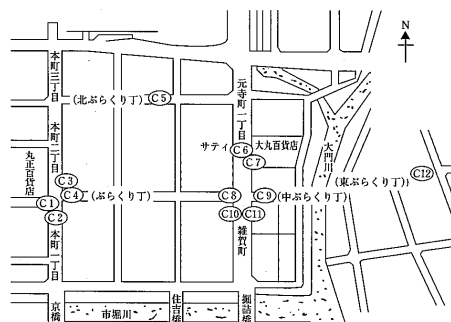 N
本町三丁目
(北ぶらくり丁)
C5
元寺町一丁目
サティ
大丸百貨店
C6
C7
大門川
C12
(東ぶらくり丁)
本町二丁目
丸正百貨店
C3
C4
(ぶらくり丁)
C8
C9
(中ぶらくり丁)
C1
C2
C10
C11
本町一丁目
雑賀町
京橋
市堀川
住吉橋
堀詰橋